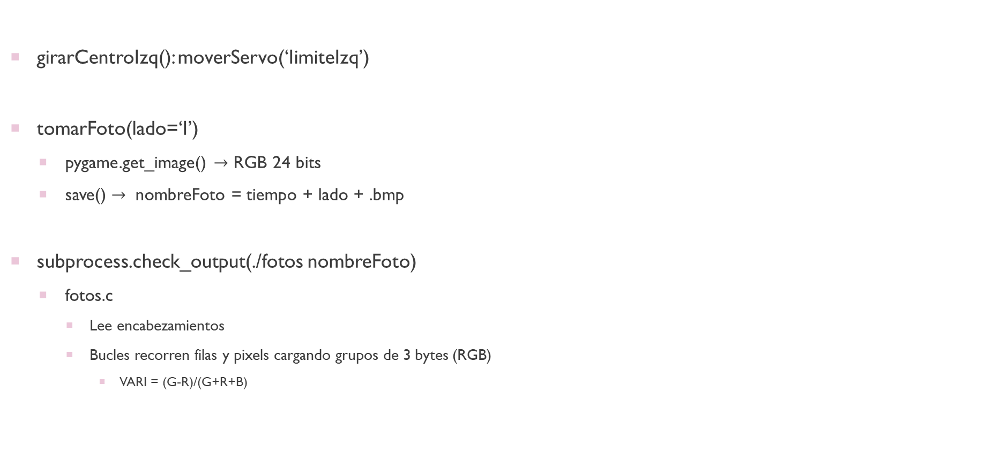 girarCentroIzq(): moverServo(‘limiteIzq’)
tomarFoto(lado=‘I’)
pygame.get_image() → RGB 24 bits
save() → nombreFoto = tiempo + lado + .bmp
subprocess.check_output(./fotos nombreFoto)
fotos.c
Lee encabezamientos
Bucles recorren filas y pixels cargando grupos de 3 bytes (RGB)
VARI = (G-R)/(G+R+B)